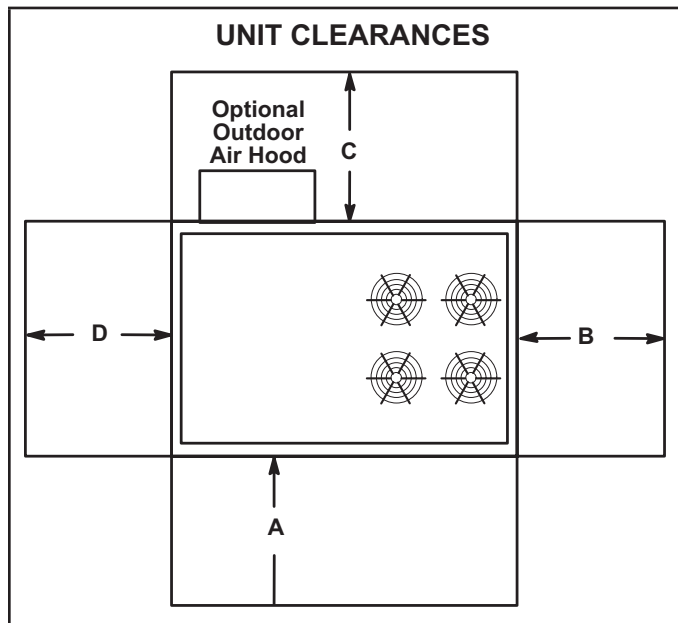 UNIT CLEARANCES
Optional
Outdoor
Air Hood
C
D
B
A